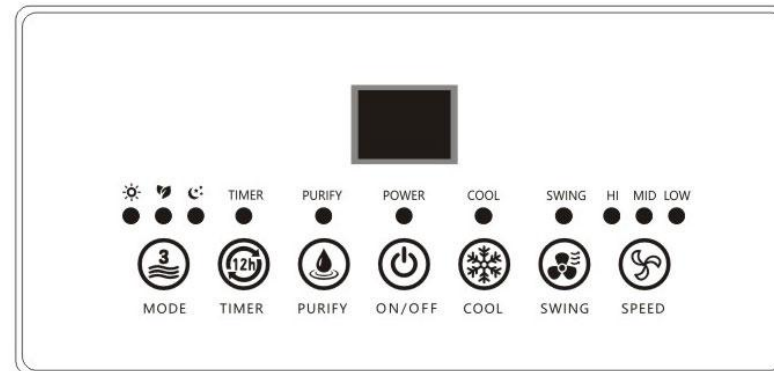 TIMER PURIFY POWER COOL SWING HI MID LOW
3 12h
MODE TIMER PURIFY ON/OFF COOL SWING SPEED